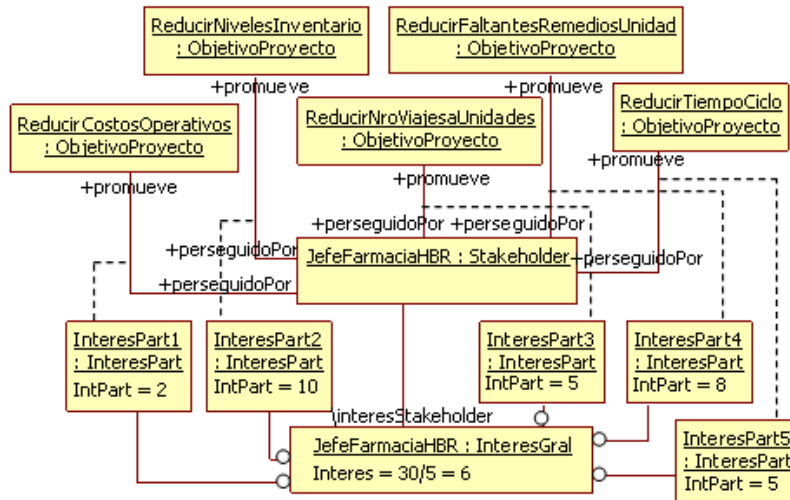 ReducirNivelesInventario
: ObjetivoProyecto
ReducirFaltantesRemediosUnidad
: ObjetivoProyecto
+promueve
+promueve
ReducirCostosOperativos
: ObjetivoProyecto
ReducirNroViajesaUnidades
: ObjetivoProyecto
ReducirTiempoCiclo
: ObjetivoProyecto
+promueve
+promueve
+promueve
+perseguidoPor
+perseguidoPor
+perseguidoPor
JefeFarmaciaHBR : Stakeholder
+perseguidoPor
+perseguidoPor
InteresPart1
: InteresPart
IntPart = 2
InteresPart2
: InteresPart
IntPart = 10
InteresPart3
: InteresPart
IntPart = 5
InteresPart4
: InteresPart
IntPart = 8
\interesStakeholder
JefeFarmaciaHBR : InteresGral
Interes = 30/5 = 6
InteresPart5
: InteresPart
IntPart = 5